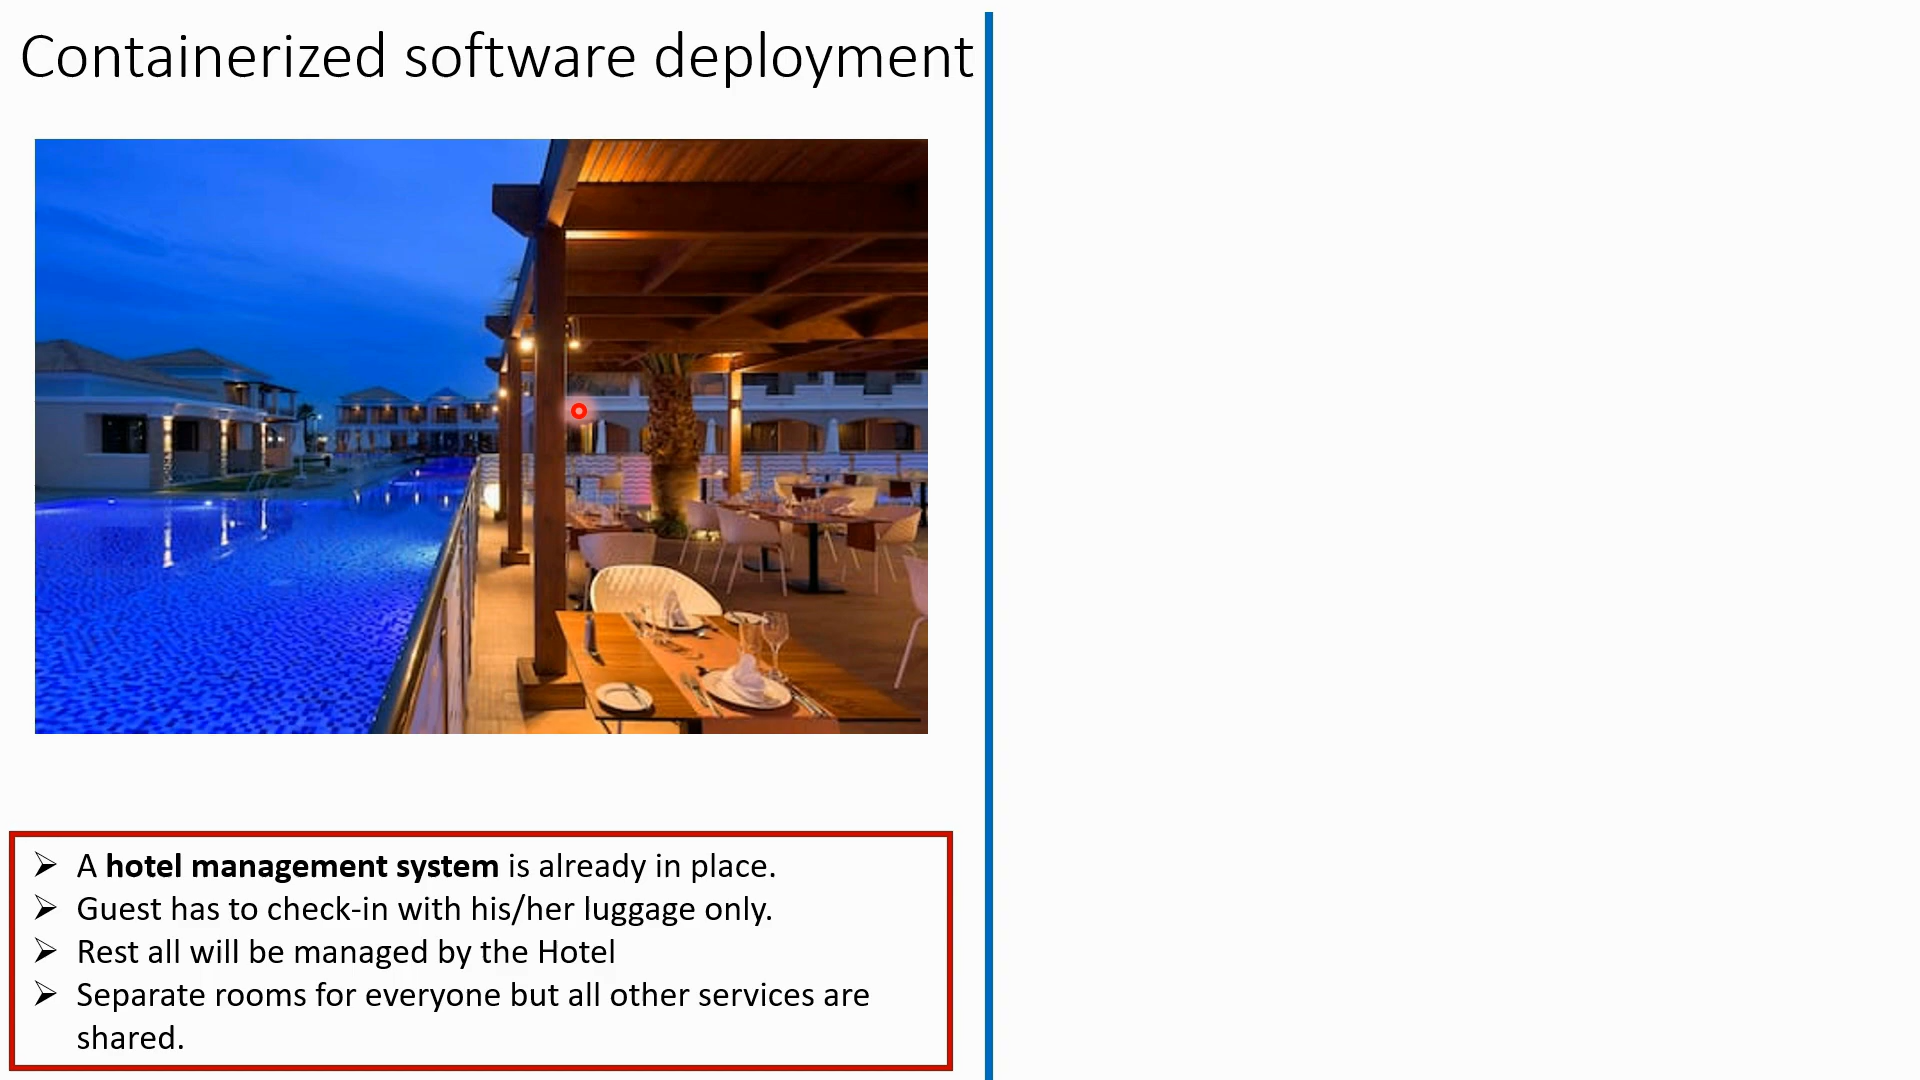 Containerized software deployment
➢ A hotel management system is already in place.
➢ Guest has to check-in with his/her luggage only.
➢ Rest all will be managed by the Hotel
➢ Separate rooms for everyone but all other services are
shared.